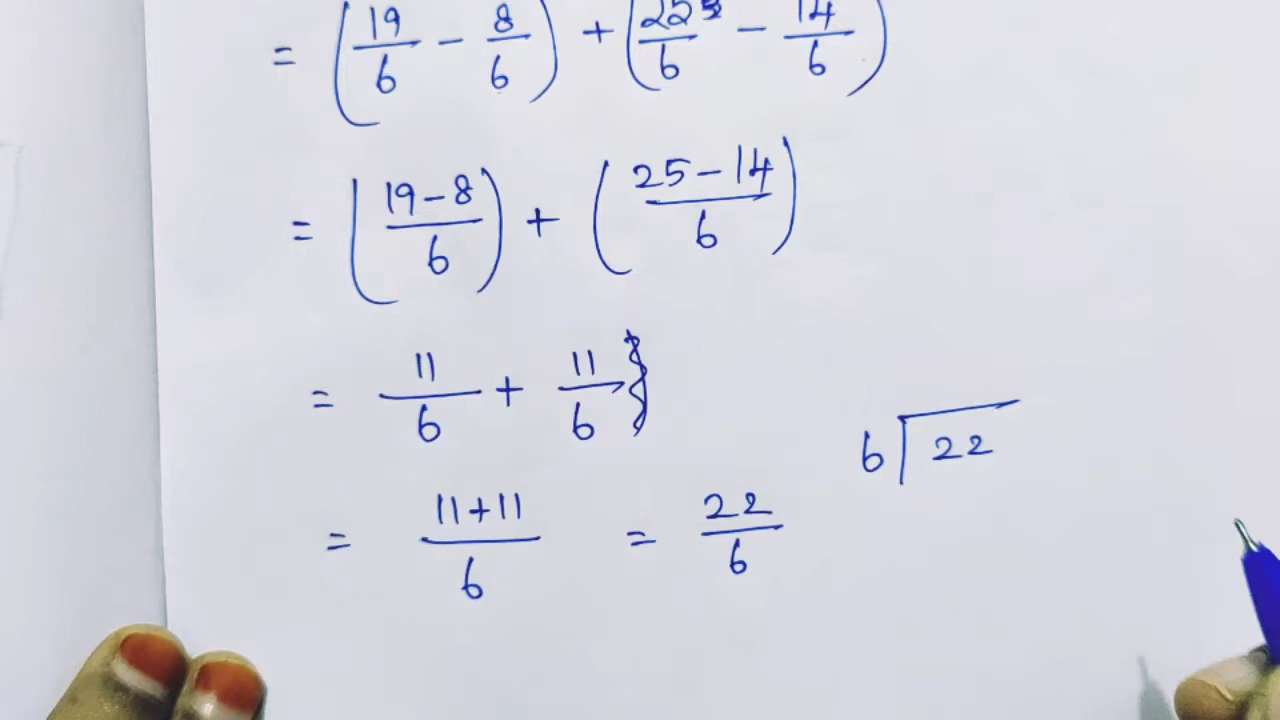 = (19/6 - 8/6) + (25/6 - 14/6)
= (19-8/6) + (25-14/6)
= 11/6 + 11/6
6 22
= 11+11/6 = 22/6